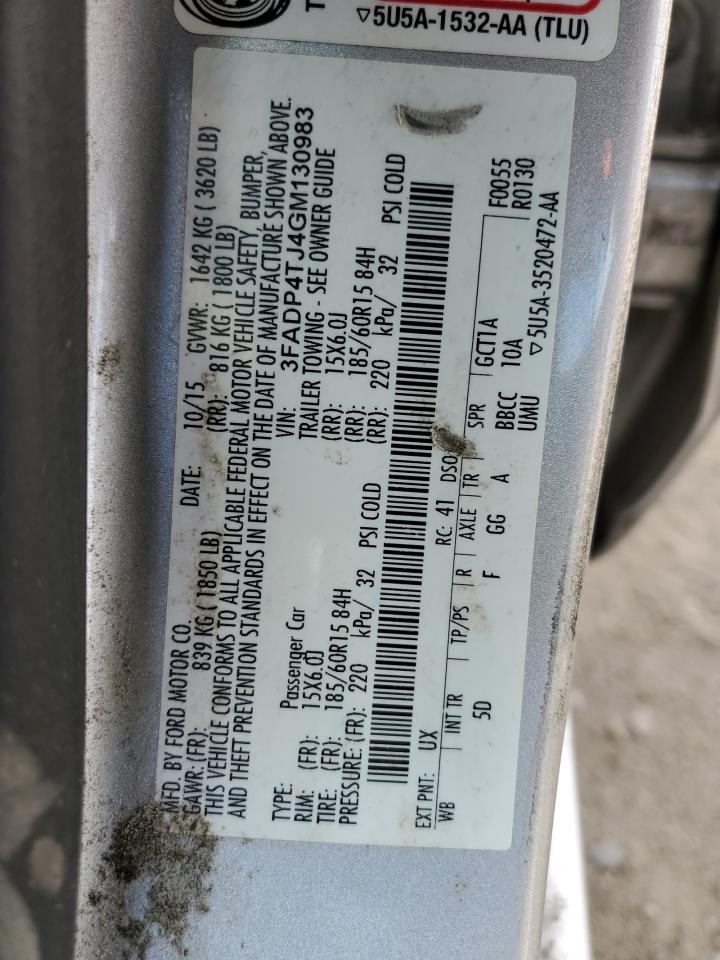 T
▽5U5A-1532-AA (TLU)
MFD. BY FORD MOTOR CO. DATE: 10/15 GVWR: 1642 KG ( 3620 LB)
GAWR: (FR): 839 KG ( 1850 LB) (RR): 816 KG ( 1800 LB)
THIS VEHICLE CONFORMS TO ALL APPLICABLE FEDERAL MOTOR VEHICLE SAFETY, BUMPER,
AND THEFT PREVENTION STANDARDS IN EFFECT ON THE DATE OF MANUFACTURE SHOWN ABOVE.
VIN: 3FADP4TJ4GM130983
TYPE: Passenger Car TRAILER TOWING - SEE OWNER GUIDE
RIM: (FR): 15X6.0J (RR): 15X6.0J
TIRE: (FR): 185/60R15 84H (RR): 185/60R15 84H
PRESSURE: (FR): 220 kPa/ 32 PSI COLD (RR): 220 kPa/ 32 PSI COLD
EXT PNT: UX RC: 41 DSO: F0055
WB INT TR TP/PS R AXLE TR SPR GCT1A R0130
5D F GG A BBCC 10A
UMU
▽5U5A-3520472-AA